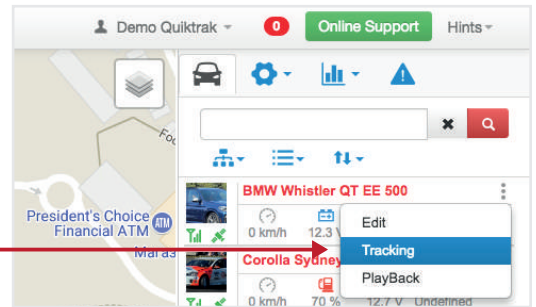 Demo Quiktrak
0
Online Support
Hints
President's Choice
Financial ATM
ATM
BMW Whistler QT EE 500
0 km/h
12.3 V
Edit
Tracking
PlayBack
Corolla Sydney
0 km/h 70 % 12.7 V Undefined